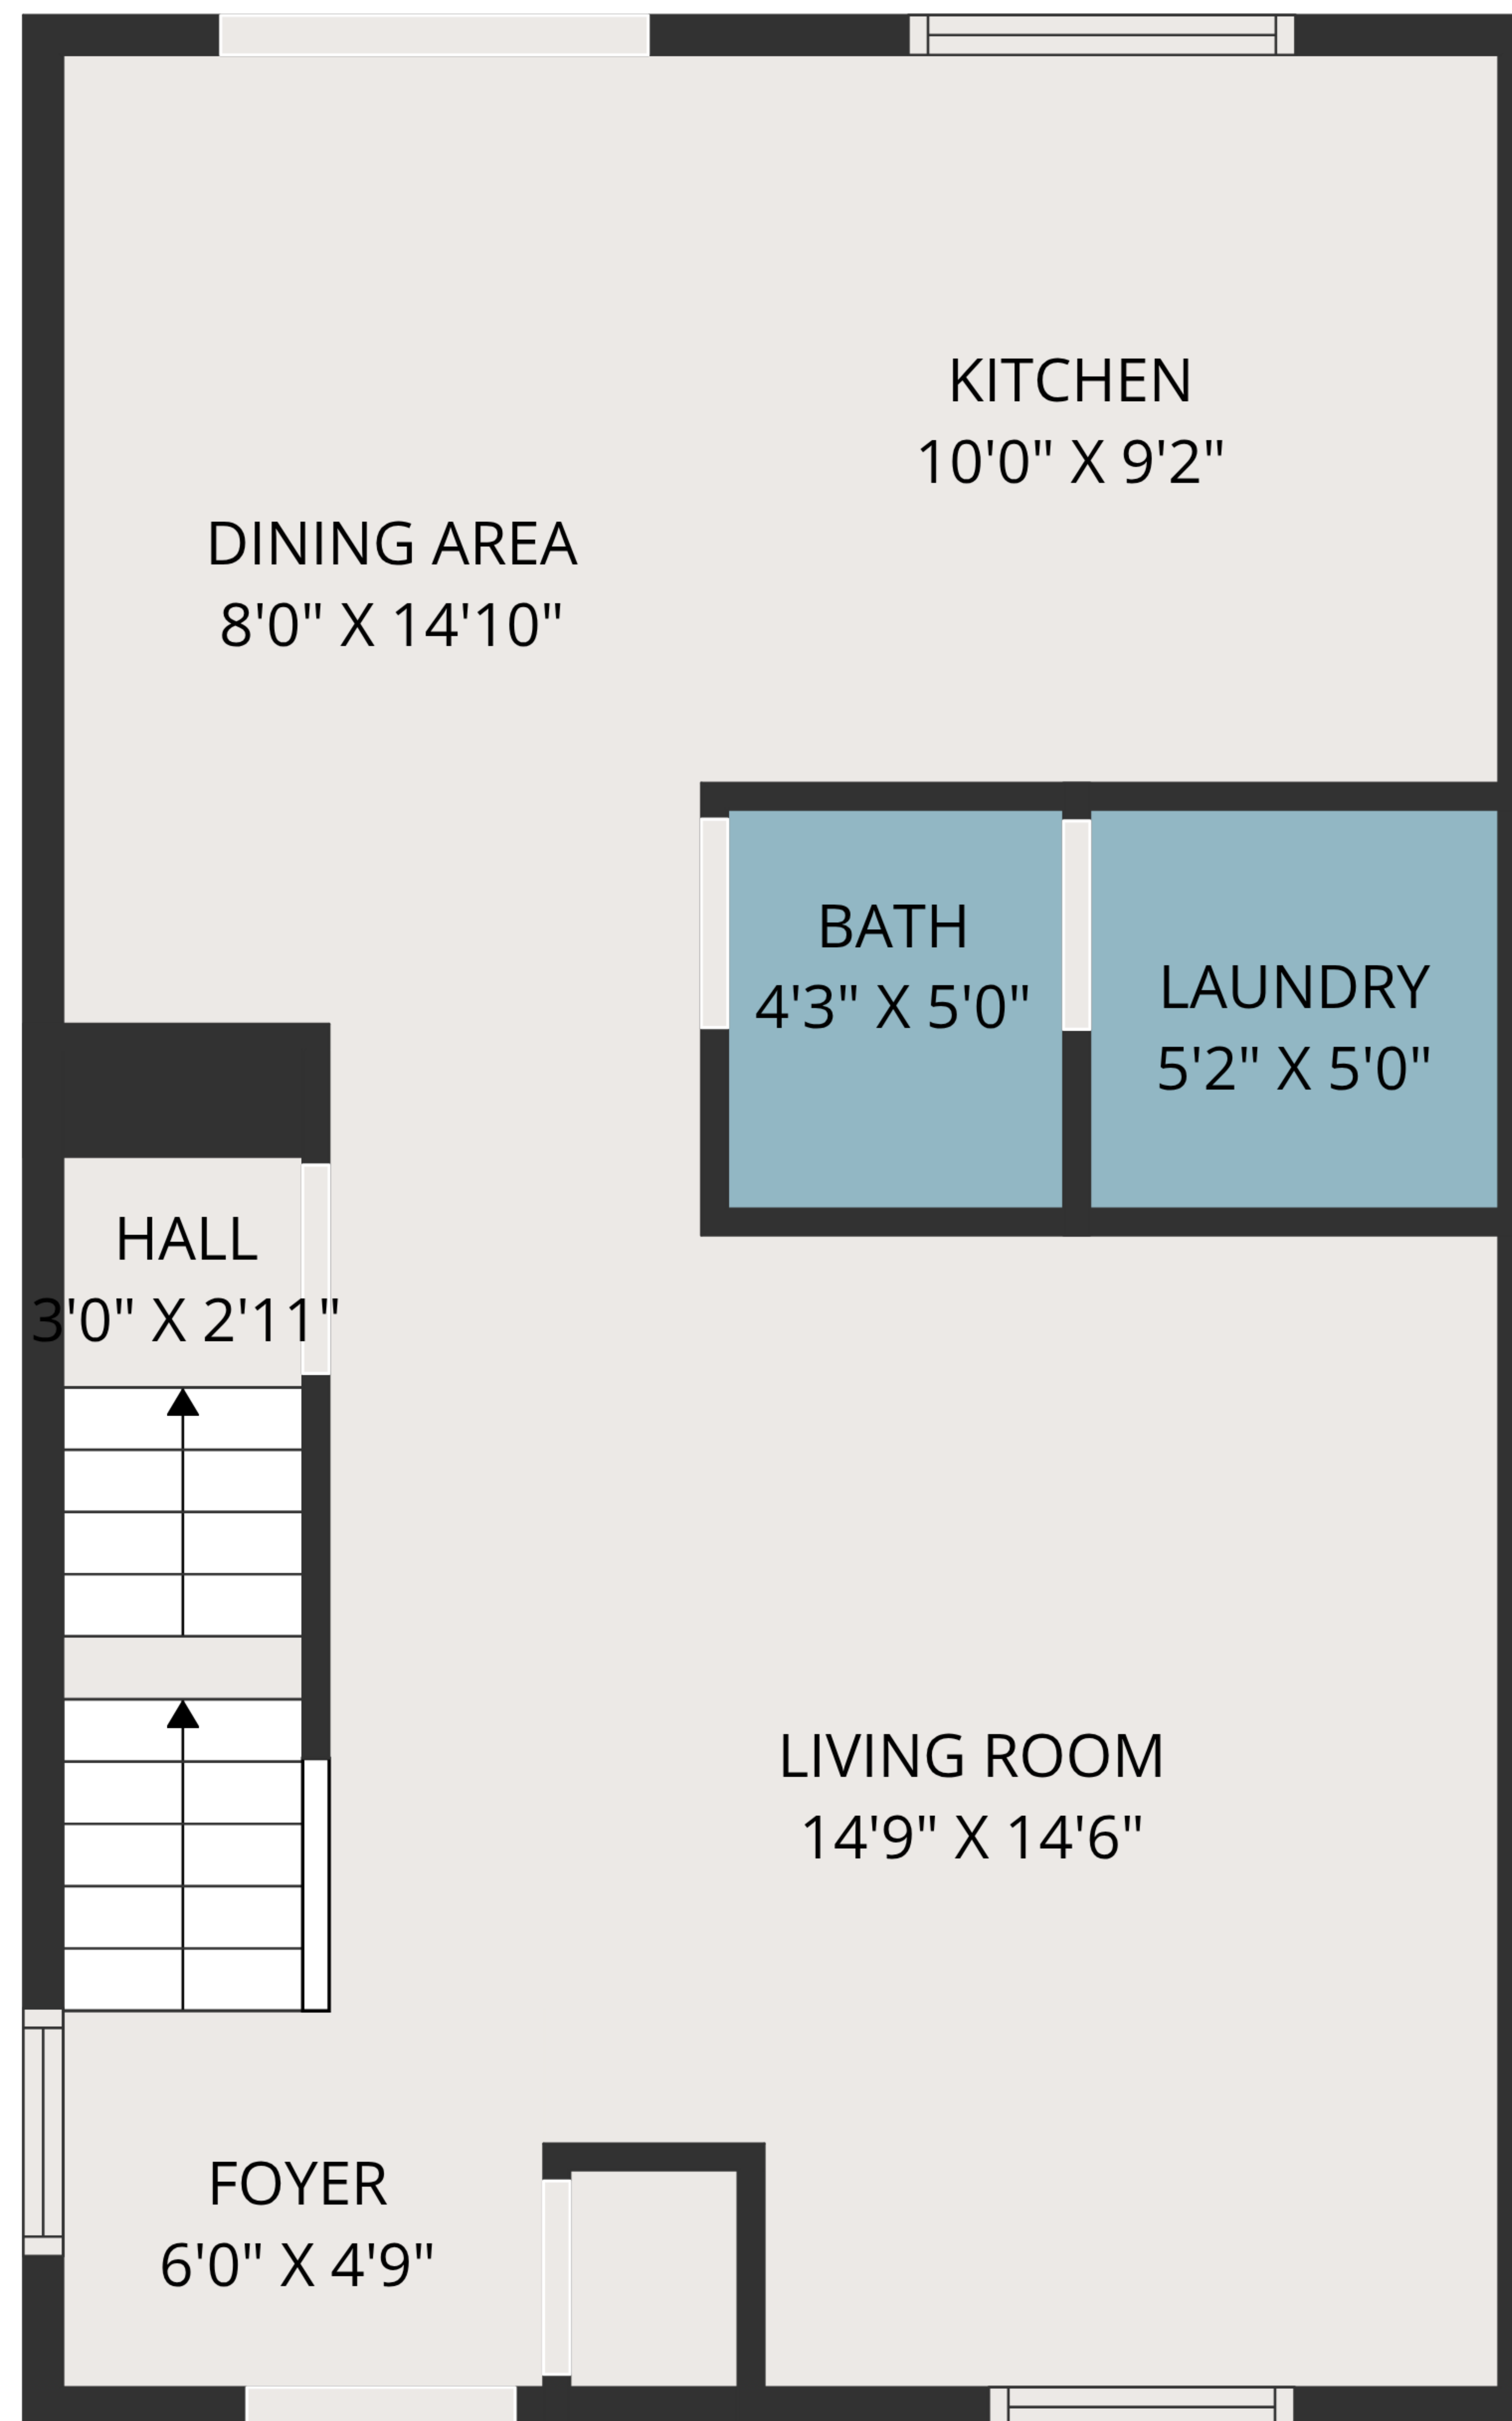 KITCHEN
10'0" X 9'2"
DINING AREA
8'0" X 14'10"
BATH
4'3" X 5'0"
LAUNDRY
5'2" X 5'0"
HALL
3'0" X 2'11"
LIVING ROOM
14'9" X 14'6"
FOYER
6'0" X 4'9"